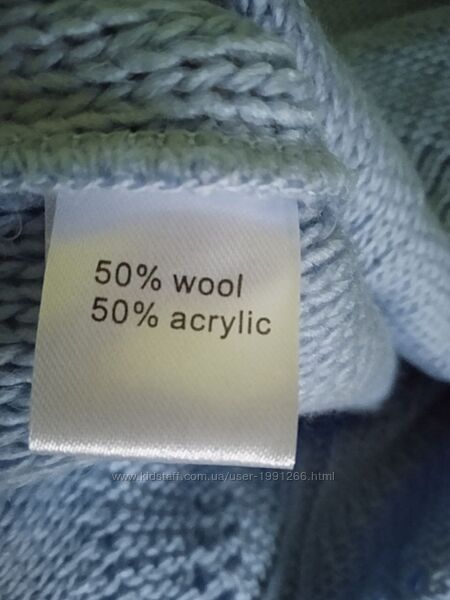 50% wool
50% acrylic
www.kidstaff.com.ua/user-1991266.html